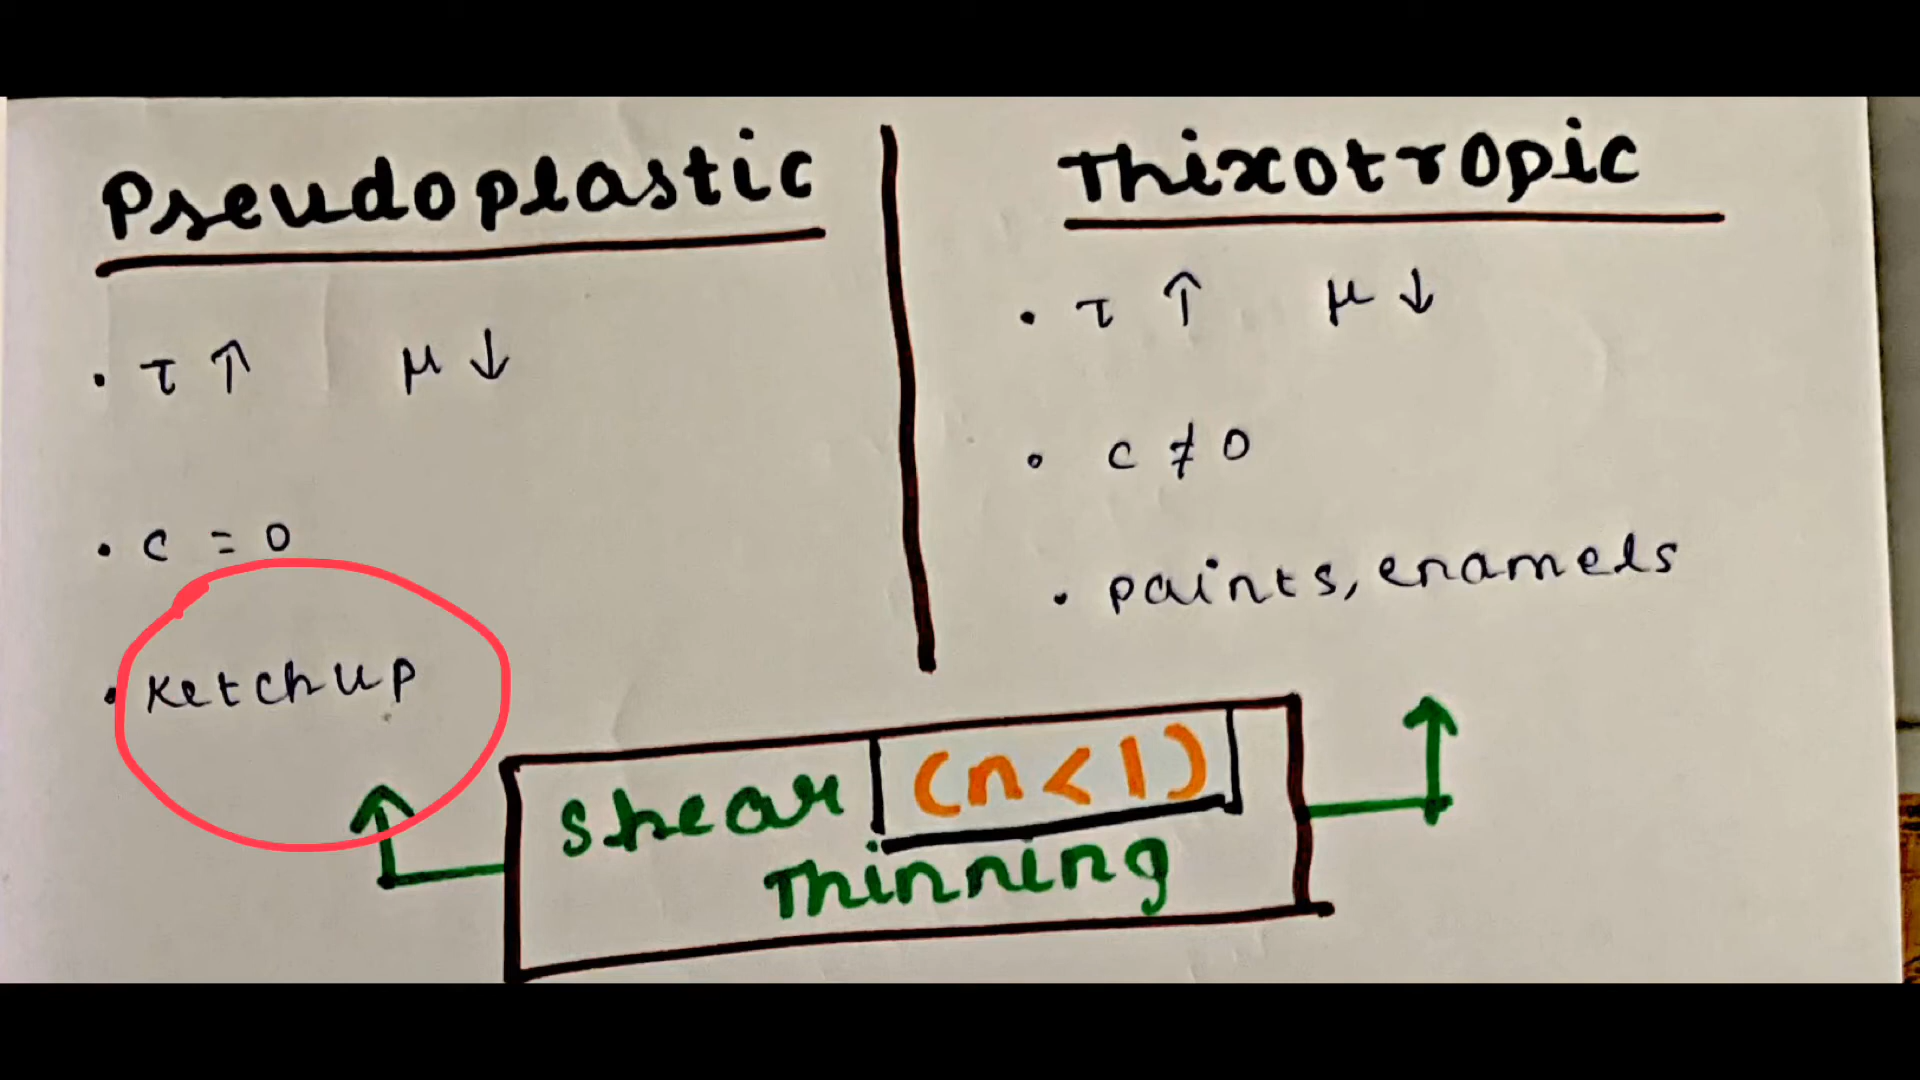 Pseudoplastic
• τ ↑ μ ↓
• c = 0
• Ketchup
Thixotropic
• τ ↑ μ ↓
• c ≠ 0
• paints, enamels
Shear (n < 1)
Thinning